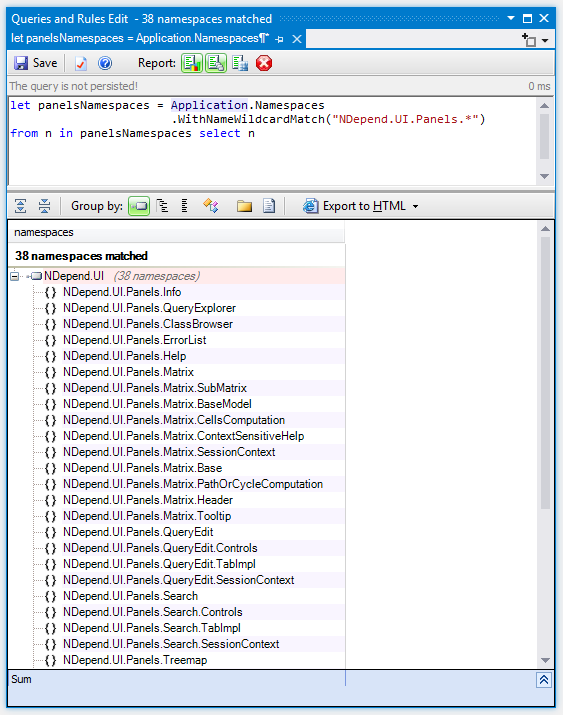 Queries and Rules Edit - 38 namespaces matched
let panelsNamespaces = Application.Namespaces¶*
Save Report:
The query is not persisted! 0 ms
let panelsNamespaces = Application.Namespaces
.WithNameWildcardMatch("NDepend.UI.Panels.*")
from n in panelsNamespaces select n
Group by: Export to HTML
namespaces
38 namespaces matched
NDepend.UI (38 namespaces)
{} NDepend.UI.Panels.Info
{} NDepend.UI.Panels.QueryExplorer
{} NDepend.UI.Panels.ClassBrowser
{} NDepend.UI.Panels.ErrorList
{} NDepend.UI.Panels.Help
{} NDepend.UI.Panels.Matrix
{} NDepend.UI.Panels.Matrix.SubMatrix
{} NDepend.UI.Panels.Matrix.BaseModel
{} NDepend.UI.Panels.Matrix.CellsComputation
{} NDepend.UI.Panels.Matrix.ContextSensitiveHelp
{} NDepend.UI.Panels.Matrix.SessionContext
{} NDepend.UI.Panels.Matrix.Base
{} NDepend.UI.Panels.Matrix.PathOrCycleComputation
{} NDepend.UI.Panels.Matrix.Header
{} NDepend.UI.Panels.Matrix.Tooltip
{} NDepend.UI.Panels.QueryEdit
{} NDepend.UI.Panels.QueryEdit.Controls
{} NDepend.UI.Panels.QueryEdit.TabImpl
{} NDepend.UI.Panels.QueryEdit.SessionContext
{} NDepend.UI.Panels.Search
{} NDepend.UI.Panels.Search.Controls
{} NDepend.UI.Panels.Search.TabImpl
{} NDepend.UI.Panels.Search.SessionContext
{} NDepend.UI.Panels.Treemap
Sum